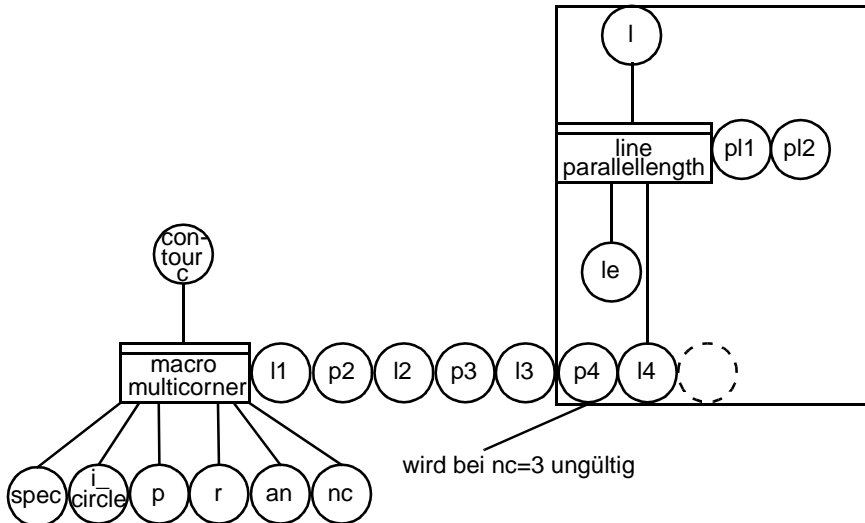 l
line
parallellength
pl1 pl2
le
con-
tour
c
macro
multicorner
l1 p2 l2 p3 l3 p4 l4
wird bei nc=3 ungültig
spec
i_
circle
p r an nc